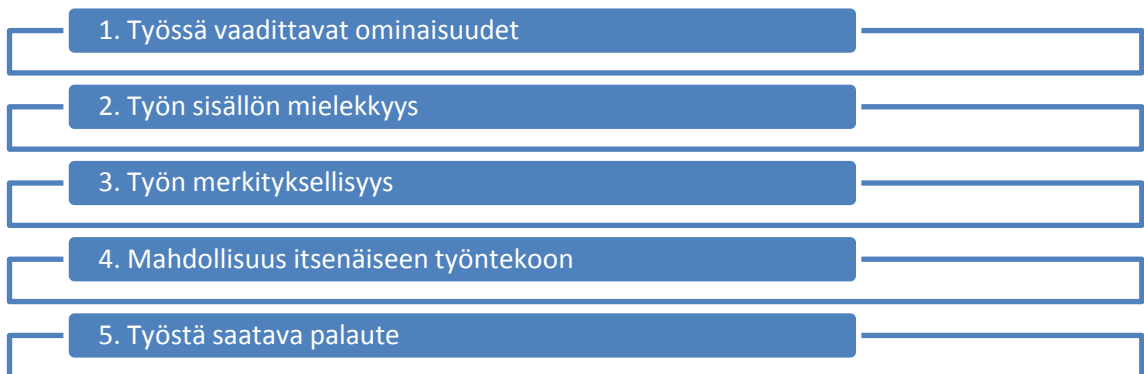 1. Työssä vaadittavat ominaisuudet
2. Työn sisällön mielekkyys
3. Työn merkityksellisyys
4. Mahdollisuus itsenäiseen työntekoon
5. Työstä saatava palaute